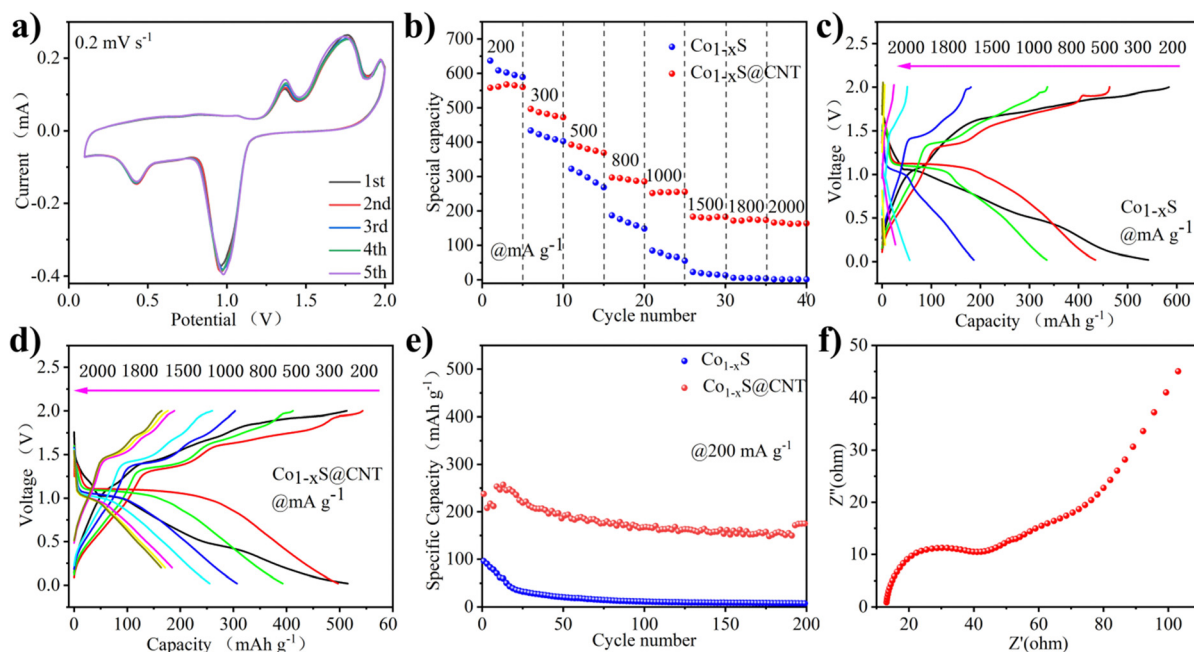 a)
0.2 mV s⁻¹
0.2
0.0
-0.2
-0.4
Current（mA）
1st
2nd
3rd
4th
5th
0.0 0.5 1.0 1.5 2.0
Potential （V）
b)
700
600
500
400
300
200
100
0
Special capacity
Co₁₋ₓS
Co₁₋ₓS@CNT
200
300
500
800
1000
1500 1800 2000
@mA g⁻¹
0 10 20 30 40
Cycle number
c)
2000 1800 1500 1000 800 500 300 200
2.5
2.0
1.5
1.0
0.5
0.0
Voltage（V）
Co₁₋ₓS
@mA g⁻¹
0 100 200 300 400 500 600
Capacity （mAh g⁻¹）
d)
2000 1800 1500 1000 800 500 300 200
2.5
2.0
1.5
1.0
0.5
0.0
Voltage（V）
Co₁₋ₓS@CNT
@mA g⁻¹
0 100 200 300 400 500 60
Capacity （mAh g⁻¹）
e)
500
400
300
200
100
0
Specific Capacity（mAh g⁻¹）
Co₁₋ₓS
Co₁₋ₓS@CNT
@200 mA g⁻¹
0 50 100 150 200
Cycle number
f)
50
40
30
20
10
0
Z"(ohm)
20 40 60 80 100
Z'(ohm)